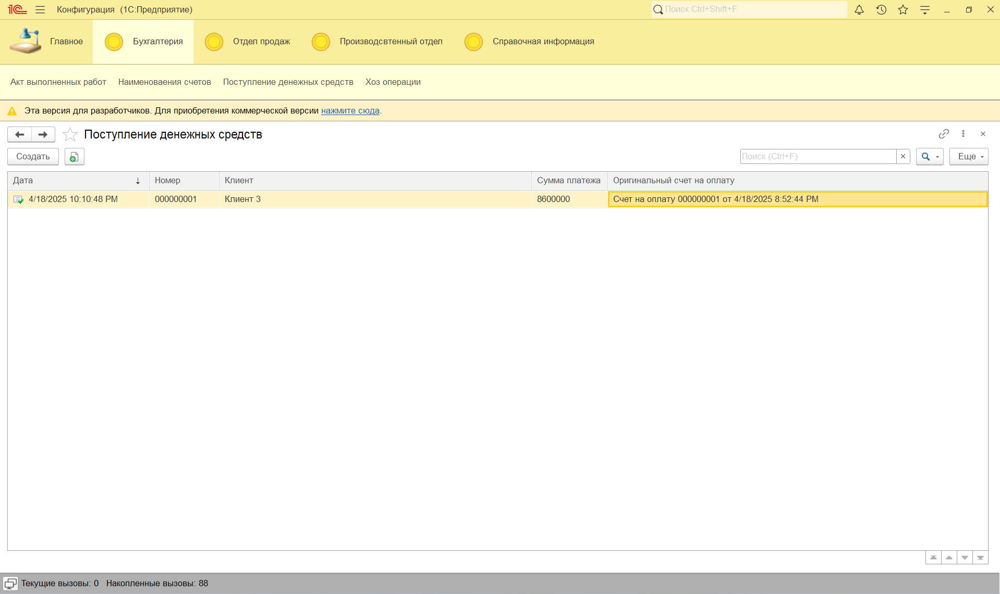 1С Конфигурация (1С:Предприятие) Поиск Ctrl+Shift+F
Главное Бухгалтерия Отдел продаж Производсвтенный отдел Справочная информация
Акт выполненных работ Наименоваения счетов Поступление денежных средств Хоз операции
Эта версия для разработчиков. Для приобретения коммерческой версии нажмите сюда.
Поступление денежных средств
Создать Поиск (Ctrl+F) Еще
Дата Номер Клиент Сумма платежа Оригинальный счет на оплату
4/18/2025 10:10:48 PM 000000001 Клиент 3 8600000 Счет на оплату 000000001 от 4/18/2025 8:52:44 PM
Текущие вызовы: 0 Накопленные вызовы: 88